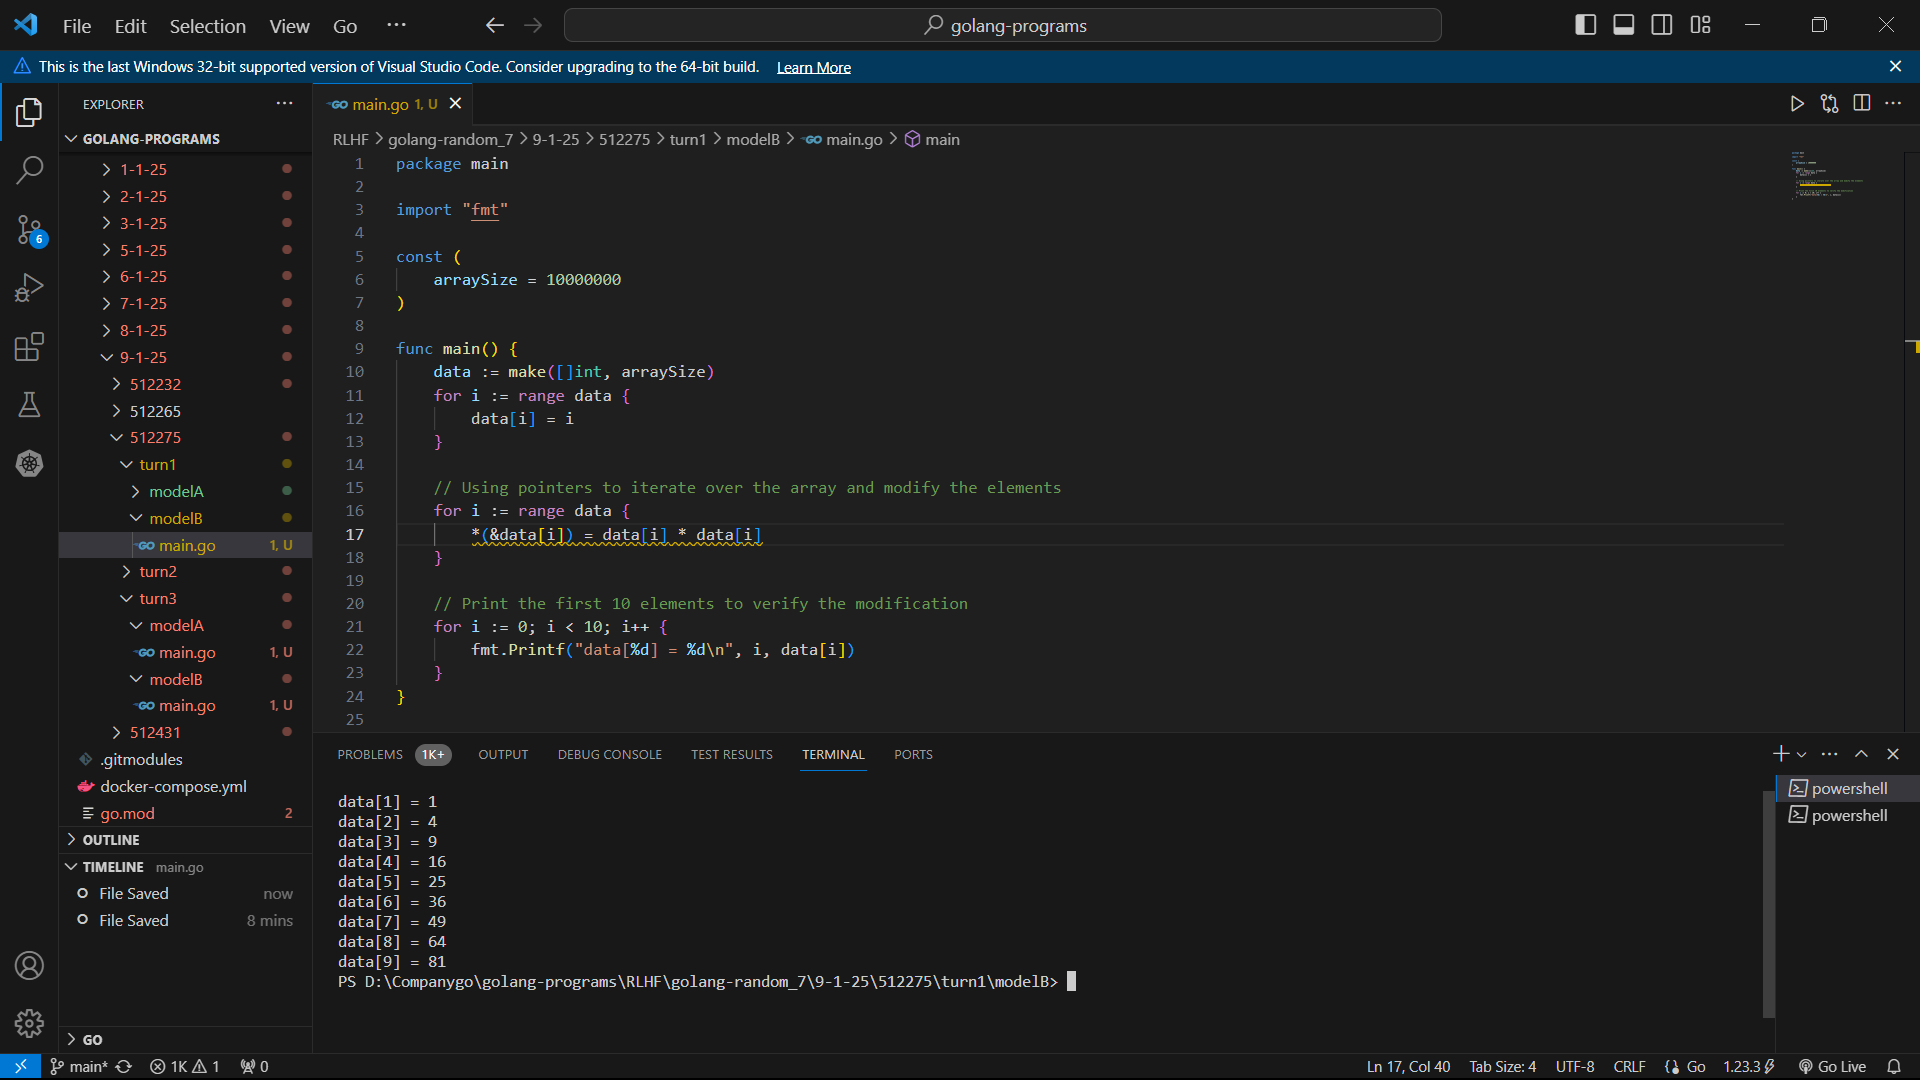 File Edit Selection View Go ··· golang-programs
This is the last Windows 32-bit supported version of Visual Studio Code. Consider upgrading to the 64-bit build. Learn More
EXPLORER
GOLANG-PROGRAMS
1-1-25
2-1-25
3-1-25
5-1-25
6-1-25
7-1-25
8-1-25
9-1-25
512232
512265
512275
turn1
modelA
modelB
GO main.go 1, U
turn2
turn3
modelA
GO main.go 1, U
modelB
GO main.go 1, U
512431
.gitmodules
docker-compose.yml
go.mod 2
OUTLINE
TIMELINE main.go
File Saved now
File Saved 8 mins
GO
6
GO main.go 1, U
RLHF > golang-random_7 > 9-1-25 > 512275 > turn1 > modelB > GO main.go > main
1 package main
2
3 import "fmt"
4
5 const (
6 arraySize = 10000000
7 )
8
9 func main() {
10 data := make([]int, arraySize)
11 for i := range data {
12 data[i] = i
13 }
14
15 // Using pointers to iterate over the array and modify the elements
16 for i := range data {
17 *(&data[i]) = data[i] * data[i]
18 }
19
20 // Print the first 10 elements to verify the modification
21 for i := 0; i < 10; i++ {
22 fmt.Printf("data[%d] = %d\n", i, data[i])
23 }
24 }
25
PROBLEMS 1K+ OUTPUT DEBUG CONSOLE TEST RESULTS TERMINAL PORTS
data[1] = 1
data[2] = 4
data[3] = 9
data[4] = 16
data[5] = 25
data[6] = 36
data[7] = 49
data[8] = 64
data[9] = 81
PS D:\Companygo\golang-programs\RLHF\golang-random_7\9-1-25\512275\turn1\modelB>
powershell
powershell
main* 1K 1 0 Ln 17, Col 40 Tab Size: 4 UTF-8 CRLF Go 1.23.3 Go Live